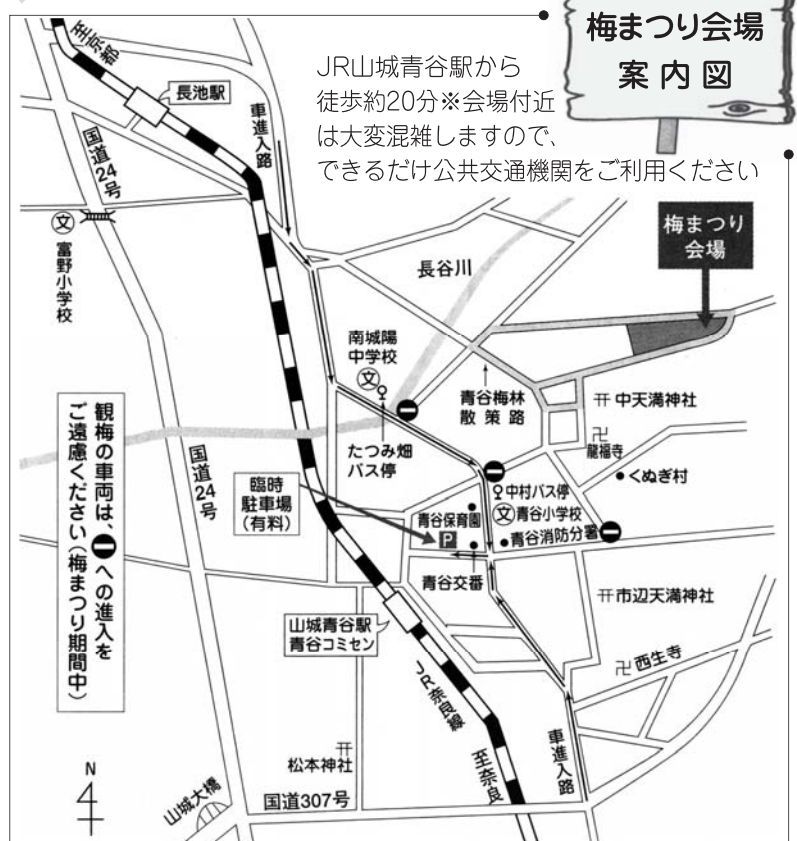 梅まつり会場
案内図
JR山城青谷駅から
徒歩約20分※会場付近
は大変混雑しますので、
できるだけ公共交通機関をご利用ください
至京都
長池駅
車進入路
国道24号
文
富野小学校
長谷川
梅まつり
会場
南城陽
中学校
文
青谷梅林
散策路
中天満神社
龍福寺
くぬぎ村
たつみ畑
バス停
中村バス停
文青谷小学校
青谷消防分署
青谷保育園
P
臨時
駐車場
(有料)
青谷交番
国道24号
観梅の車両は、⛔への進入を
ご遠慮ください(梅まつり期間中)
山城青谷駅
青谷コミセン
市辺天満神社
卍西生寺
JR奈良線
至奈良
車進入路
松本神社
国道307号
山城大橋
N